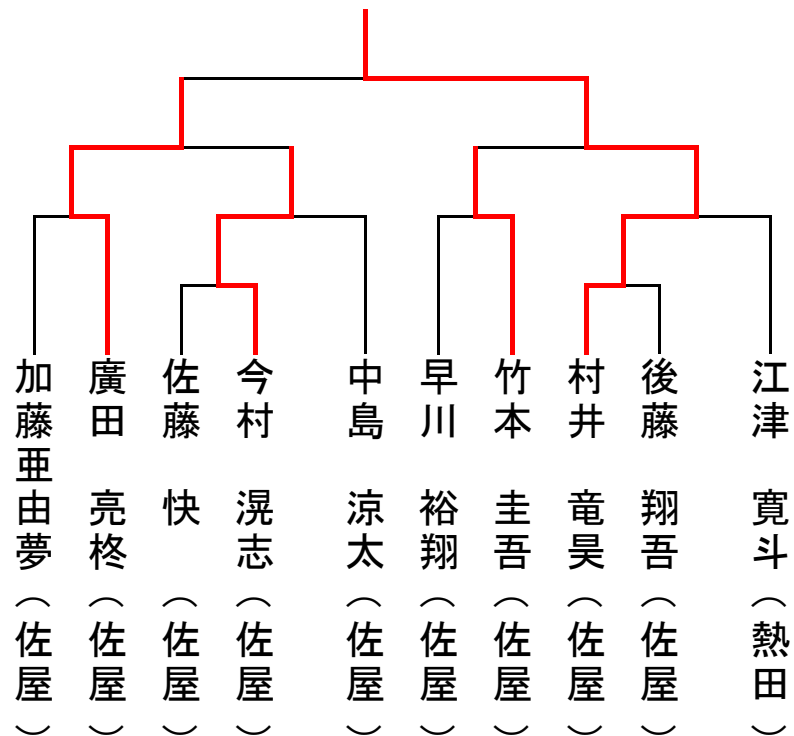 加藤亜由夢（佐屋）
廣田　亮柊（佐屋）
佐藤　快（佐屋）
今村　滉志（佐屋）
中島　涼太（佐屋）
早川　裕翔（佐屋）
竹本　圭吾（佐屋）
村井　竜昊（佐屋）
後藤　翔吾（佐屋）
江津　寛斗（熱田）